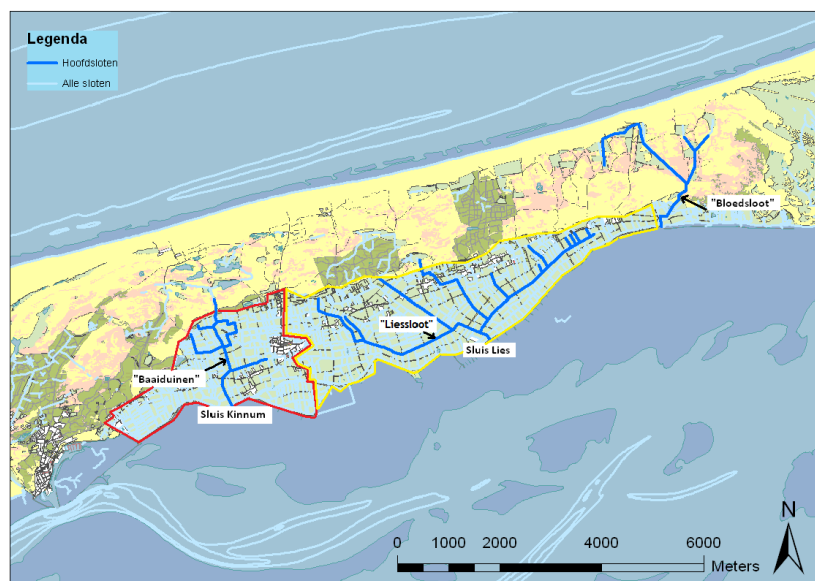 Legenda
Hoofdsloten
Alle sloten
"Bloedsloot"
"Liessloot"
Sluis Lies
"Baaiduinen"
Sluis Kinnum
N
0 1000 2000 4000 6000
Meters